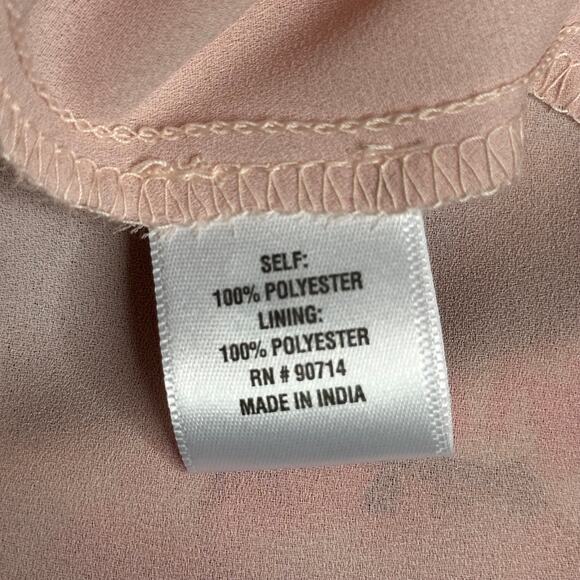 SELF:
100% POLYESTER
LINING:
100% POLYESTER
RN # 90714
MADE IN INDIA